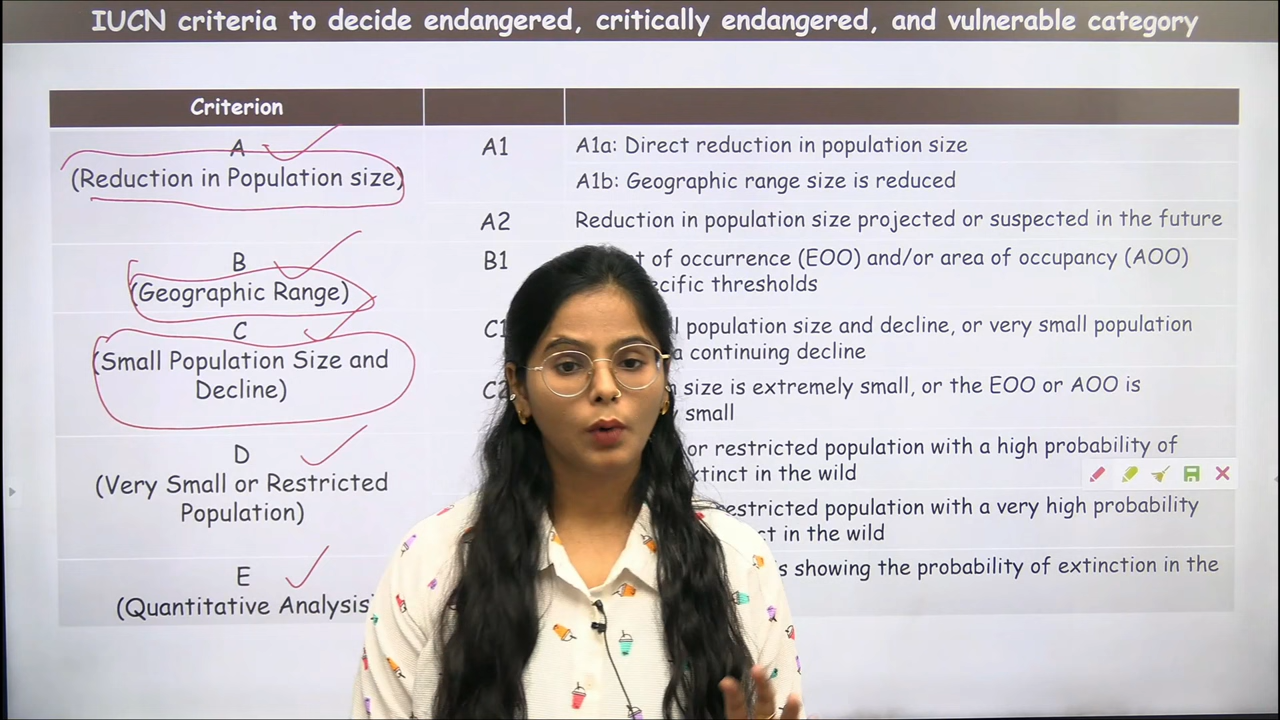 IUCN criteria to decide endangered, critically endangered, and vulnerable category
Criterion
A
(Reduction in Population size)
A1
A1a: Direct reduction in population size
A1b: Geographic range size is reduced
A2
Reduction in population size projected or suspected in the future
B
(Geographic Range)
B1
of occurrence (EOO) and/or area of occupancy (AOO)
thresholds
C
(Small Population Size and
Decline)
population size and decline, or very small population
a continuing decline
size is extremely small, or the EOO or AOO is
small
D
(Very Small or Restricted
Population)
or restricted population with a high probability of
in the wild
population with a very high probability
in the wild
E
(Quantitative Analysis
showing the probability of extinction in the